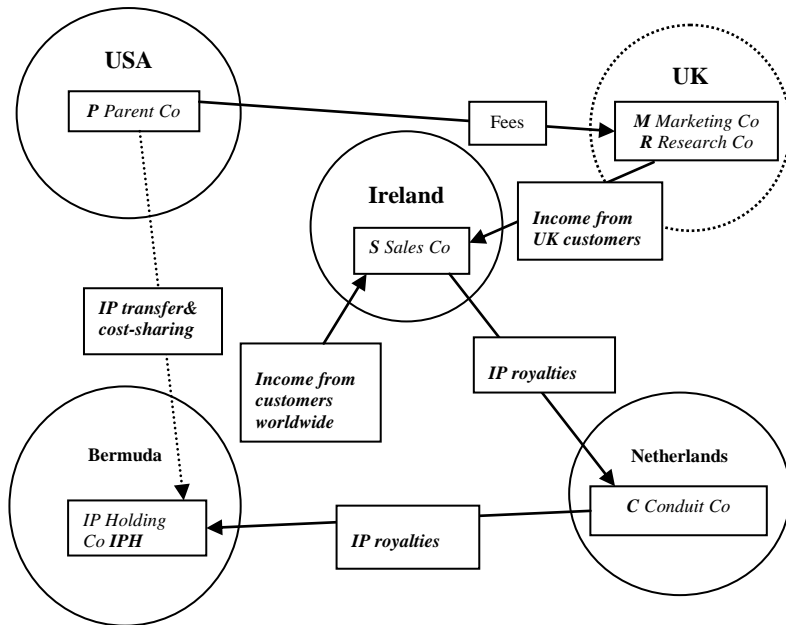 USA
P Parent Co
Fees
UK
M Marketing Co
R Research Co
Ireland
S Sales Co
Income from
UK customers
IP transfer&
cost-sharing
Income from
customers
worldwide
IP royalties
Bermuda
IP Holding
Co IPH
IP royalties
Netherlands
C Conduit Co